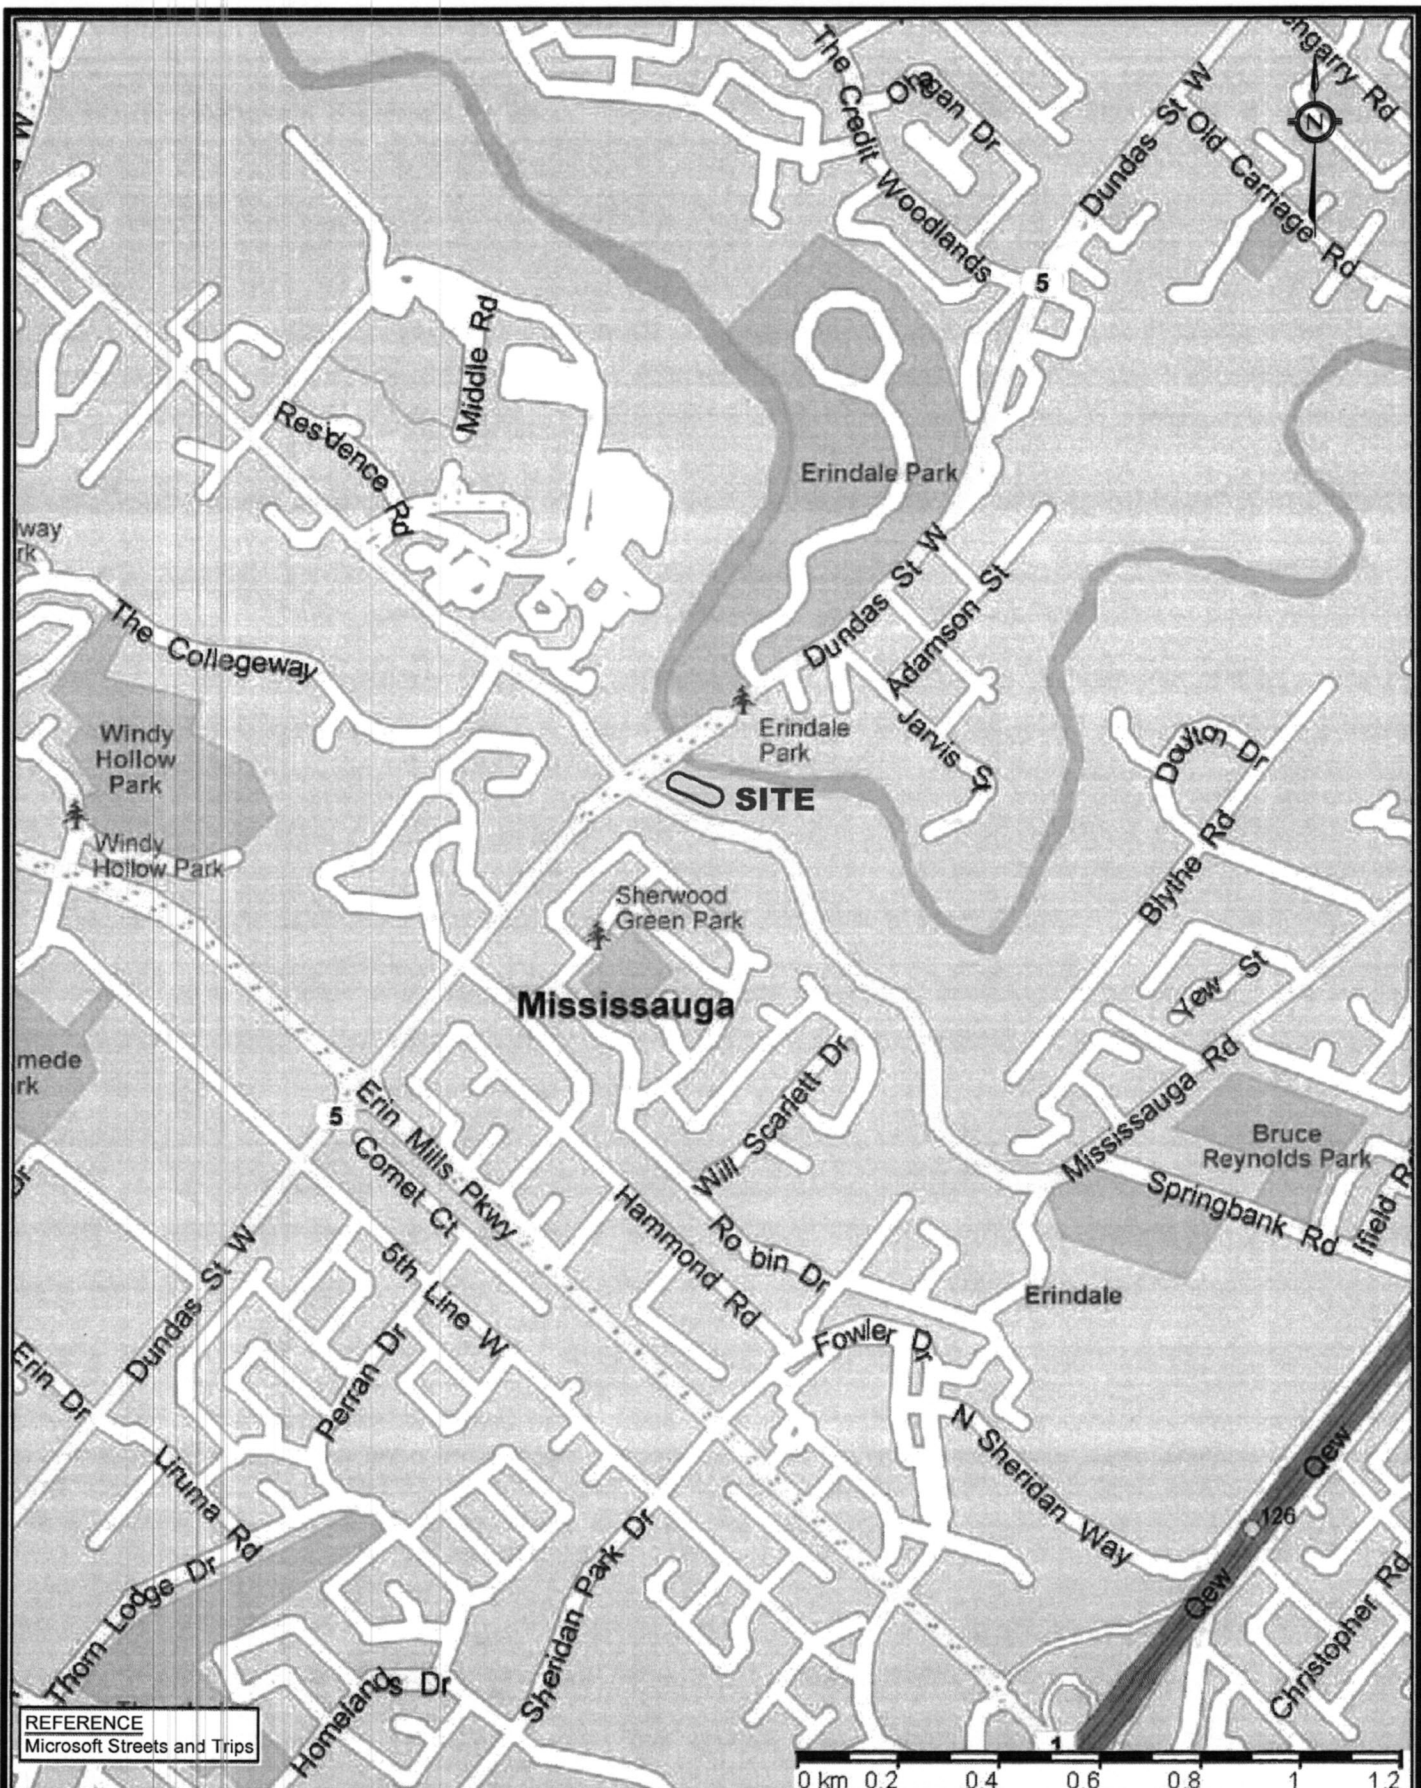 The Credit Woodlands
Dundas St W
Old Carriage Rd
N
5
Middle Rd
Residence Rd
Erindale Park
Dundas St W
Adamson St
Jarvis St
The Collegeway
Windy
Hollow
Park
Erindale
Park
SITE
Doulton Dr
Blythe Rd
Windy
Hollow Park
Sherwood
Green Park
Mississauga
Yew St
Will Scarlett Dr
Mississauga Rd
Bruce
Reynolds Park
Springbank Rd
5
Erin Mills Pkwy
Cornet Ct
Hammond Rd
Robin Dr
5th Line W
Erindale
Dundas St W
Fowler Dr
Perran Dr
Erin Dr
Liruma Rd
N Sheridan Way
Qew
126
Qew
Thorn Lodge Dr
Sheridan Park Dr
Christopher Rd
Homelands Dr
REFERENCE
Microsoft Streets and Trips
1
0 km 0.2 0.4 0.6 0.8 1 1.2